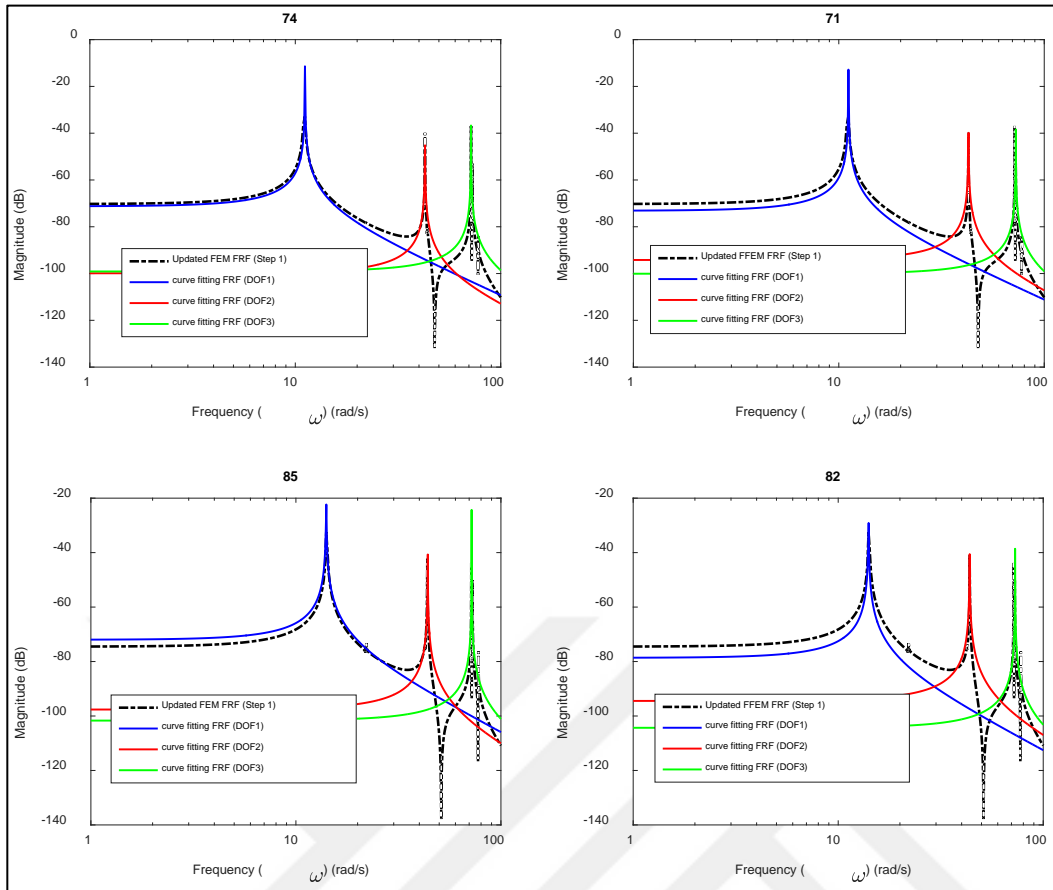 74
0
-20
-40
-60
-80
-100
-120
-140
Magnitude (dB)
Updated FEM FRF (Step 1)
curve fitting FRF (DOF1)
curve fitting FRF (DOF2)
curve fitting FRF (DOF3)
1
10
100
Frequency ( ω) (rad/s)
71
0
-20
-40
-60
-80
-100
-120
-140
Magnitude (dB)
Updated FFEM FRF (Step 1)
curve fitting FRF (DOF1)
curve fitting FRF (DOF2)
curve fitting FRF (DOF3)
1
10
100
Frequency ( ω) (rad/s)
85
-20
-40
-60
-80
-100
-120
-140
Magnitude (dB)
Updated FEM FRF (Step 1)
curve fitting FRF (DOF1)
curve fitting FRF (DOF2)
curve fitting FRF (DOF3)
1
10
100
Frequency ( ω) (rad/s)
82
-20
-40
-60
-80
-100
-120
-140
Magnitude (dB)
Updated FFEM FRF (Step 1)
curve fitting FRF (DOF1)
curve fitting FRF (DOF2)
curve fitting FRF (DOF3)
1
10
100
Frequency ( ω) (rad/s)